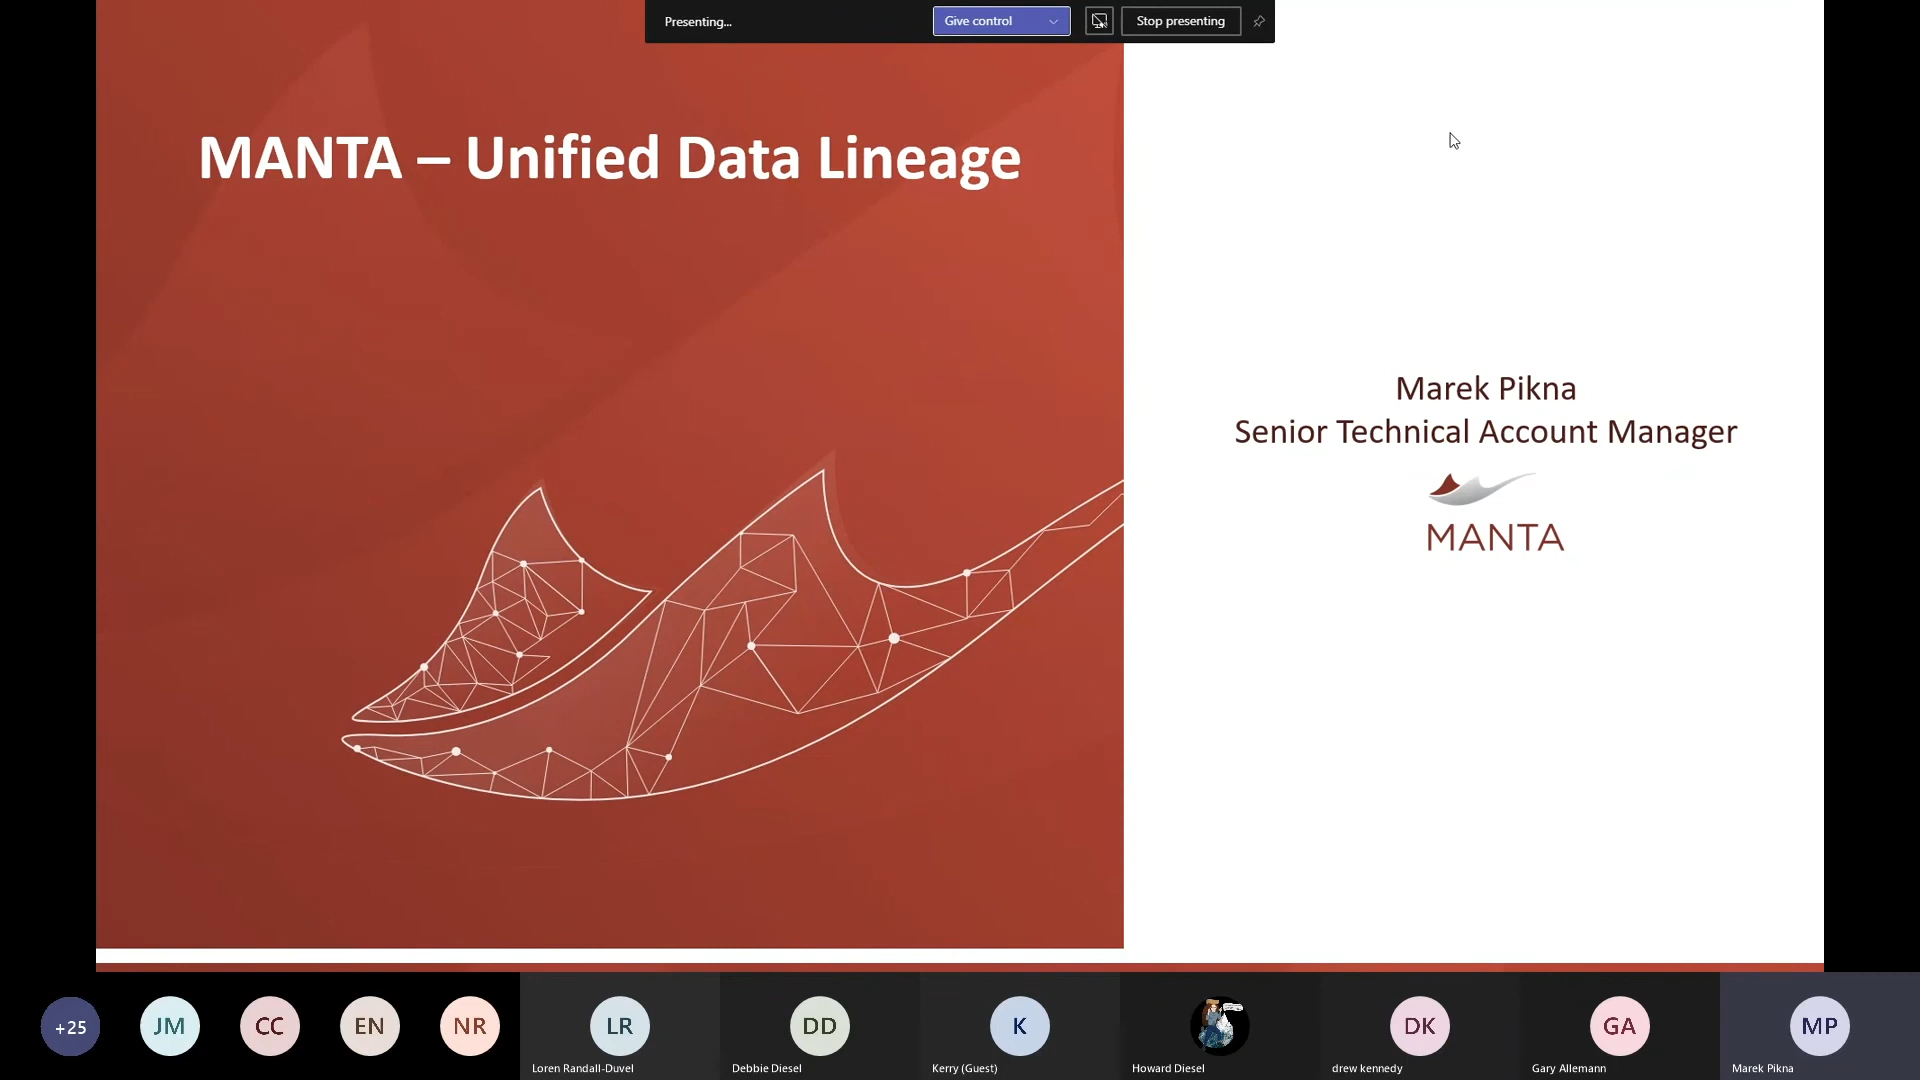 Presenting...
Give control
Stop presenting
MANTA – Unified Data Lineage
Marek Pikna
Senior Technical Account Manager
MANTA
+25
JM
CC
EN
NR
LR
DD
K
DK
GA
MP
Loren Randall-Duvel
Debbie Diesel
Kerry (Guest)
Howard Diesel
drew kennedy
Gary Allemann
Marek Pikna